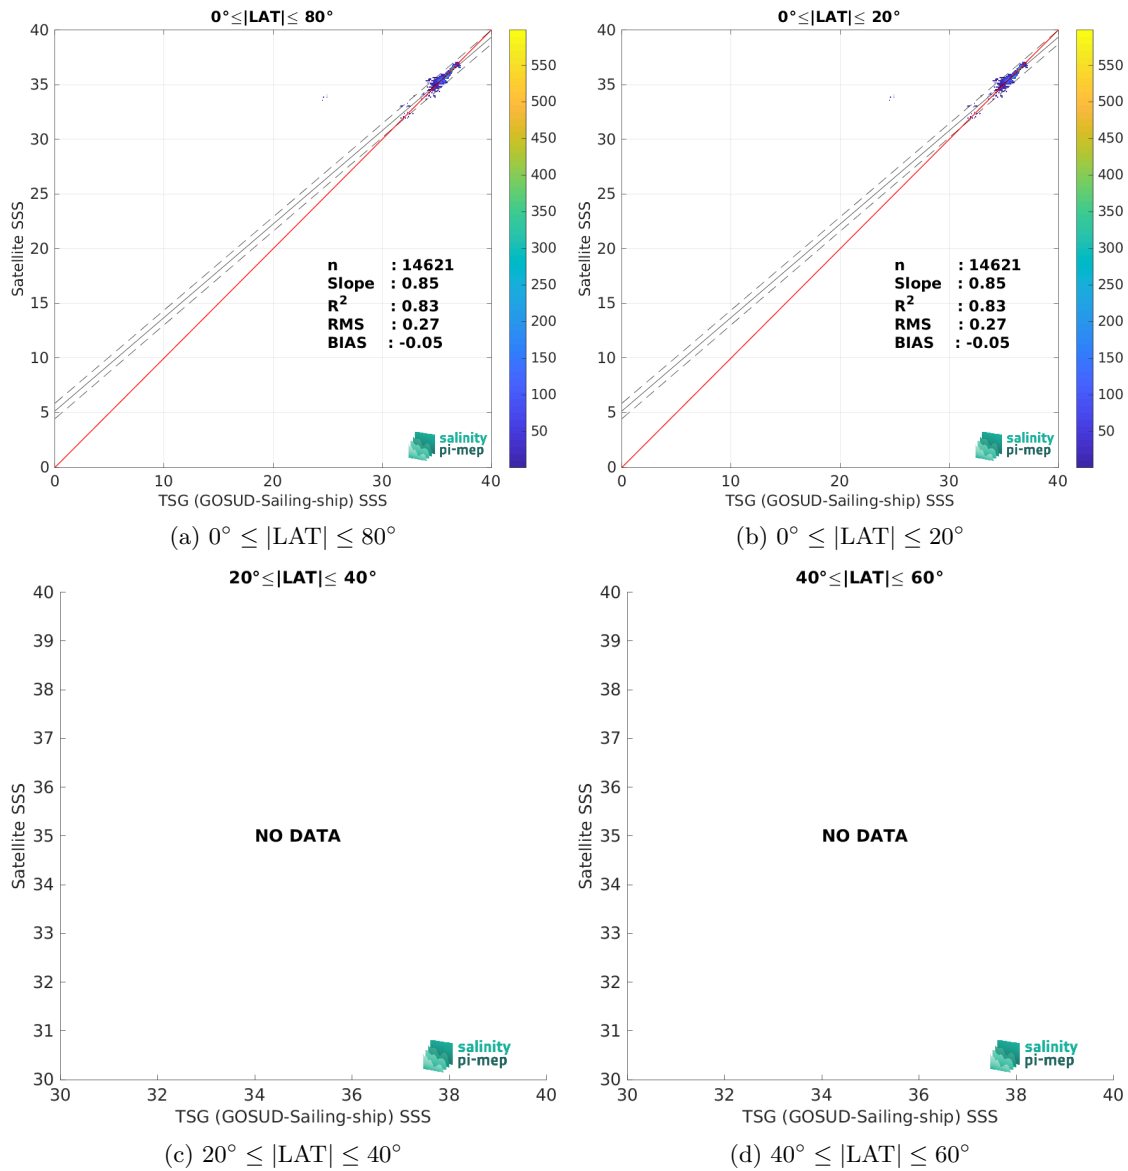 0°≤|LAT|≤ 80°
40
35
30
25
20
15
10
5
0
Satellite SSS
n : 14621
Slope : 0.85
R2 : 0.83
RMS : 0.27
BIAS : -0.05
salinity
pi-mep
0 10 20 30 40
TSG (GOSUD-Sailing-ship) SSS
550
500
450
400
350
300
250
200
150
100
50
(a) 0° ≤ |LAT| ≤ 80°
0°≤|LAT|≤ 20°
40
35
30
25
20
15
10
5
0
Satellite SSS
n : 14621
Slope : 0.85
R2 : 0.83
RMS : 0.27
BIAS : -0.05
salinity
pi-mep
0 10 20 30 40
TSG (GOSUD-Sailing-ship) SSS
550
500
450
400
350
300
250
200
150
100
50
(b) 0° ≤ |LAT| ≤ 20°
20°≤|LAT|≤ 40°
40
39
38
37
36
35
34
33
32
31
30
Satellite SSS
NO DATA
salinity
pi-mep
30 32 34 36 38 40
TSG (GOSUD-Sailing-ship) SSS
(c) 20° ≤ |LAT| ≤ 40°
40°≤|LAT|≤ 60°
40
39
38
37
36
35
34
33
32
31
30
Satellite SSS
NO DATA
salinity
pi-mep
30 32 34 36 38 40
TSG (GOSUD-Sailing-ship) SSS
(d) 40° ≤ |LAT| ≤ 60°